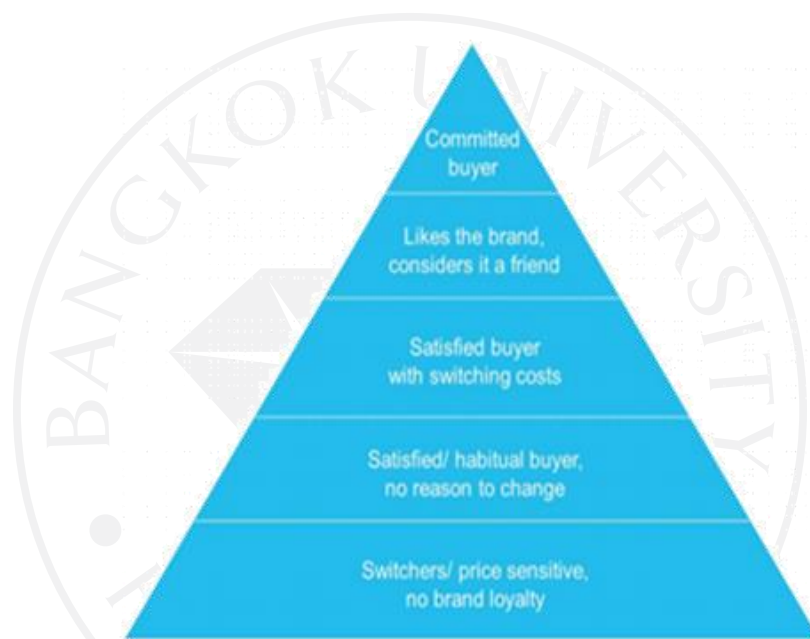 BANGKOK UNIVERSITY
Committed
buyer
Likes the brand,
considers it a friend
Satisfied buyer
with switching costs
Satisfied/ habitual buyer,
no reason to change
Switchers/ price sensitive,
no brand loyalty